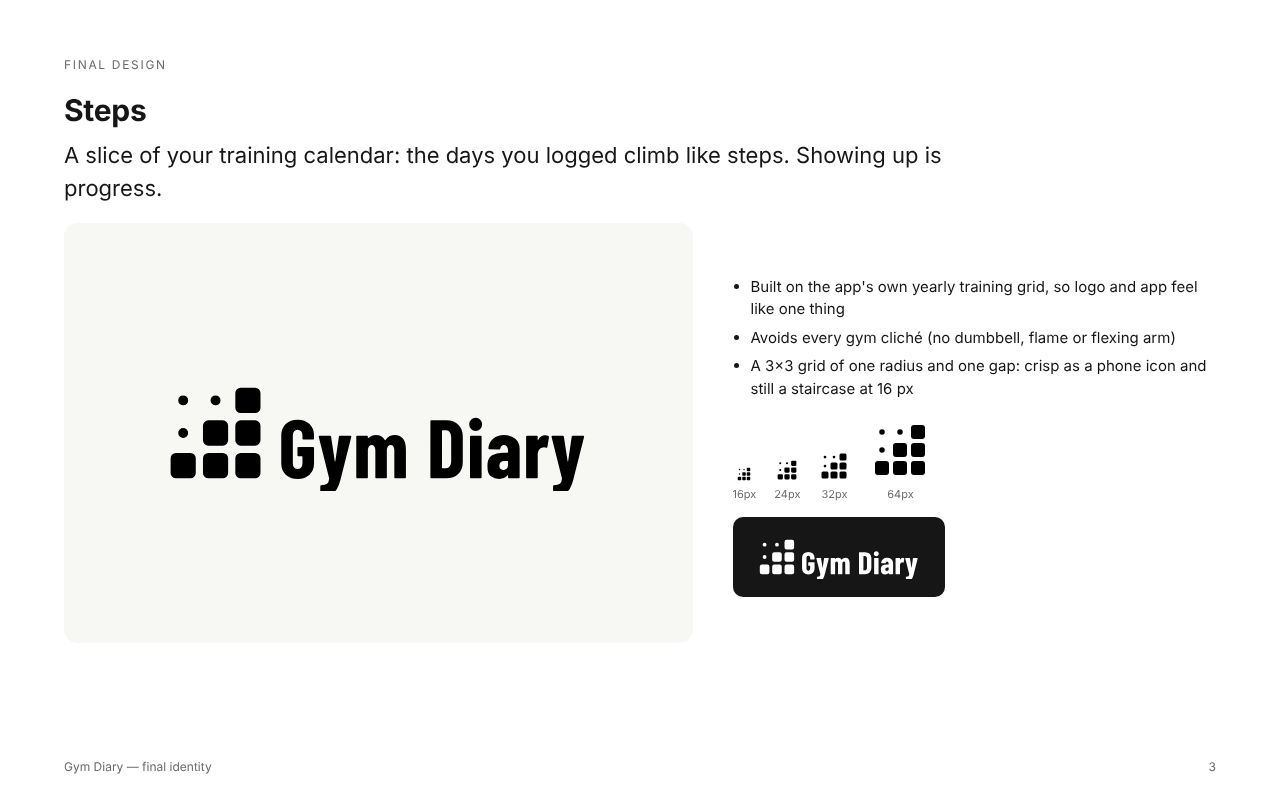 FINAL DESIGN
Steps
A slice of your training calendar: the days you logged climb like steps. Showing up is
progress.
Gym Diary
• Built on the app's own yearly training grid, so logo and app feel
like one thing
• Avoids every gym cliché (no dumbbell, flame or flexing arm)
• A 3×3 grid of one radius and one gap: crisp as a phone icon and
still a staircase at 16 px
16px 24px 32px 64px
Gym Diary
Gym Diary — final identity
3